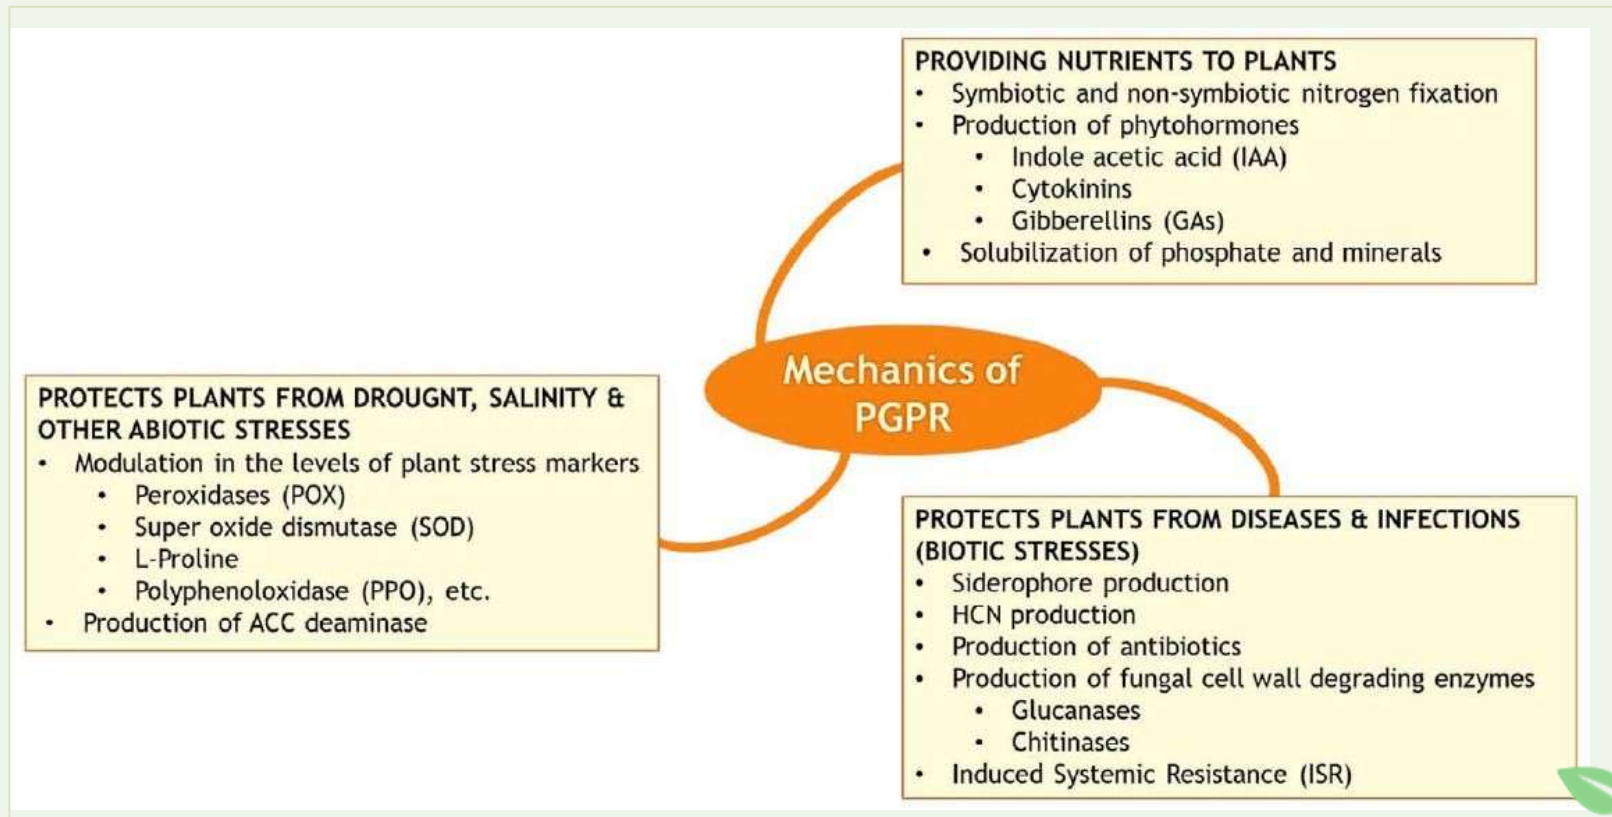 PROVIDING NUTRIENTS TO PLANTS
• Symbiotic and non-symbiotic nitrogen fixation
• Production of phytohormones
• Indole acetic acid (IAA)
• Cytokinins
• Gibberellins (GAs)
• Solubilization of phosphate and minerals
Mechanics of
PGPR
PROTECTS PLANTS FROM DROUGNT, SALINITY &
OTHER ABIOTIC STRESSES
• Modulation in the levels of plant stress markers
• Peroxidases (POX)
• Super oxide dismutase (SOD)
• L-Proline
• Polyphenoloxidase (PPO), etc.
• Production of ACC deaminase
PROTECTS PLANTS FROM DISEASES & INFECTIONS
(BIOTIC STRESSES)
• Siderophore production
• HCN production
• Production of antibiotics
• Production of fungal cell wall degrading enzymes
• Glucanases
• Chitinases
• Induced Systemic Resistance (ISR)